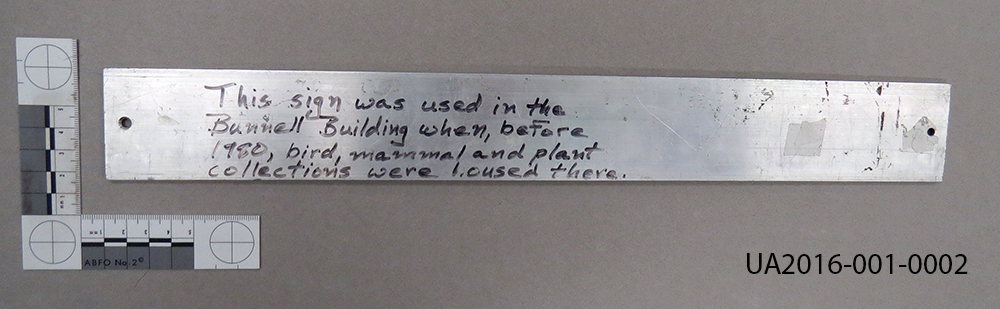 This sign was used in the
Bunnell Building when, before
1980, bird, mammal and plant
collections were housed there.
ABFO No 2©
UA2016-001-0002